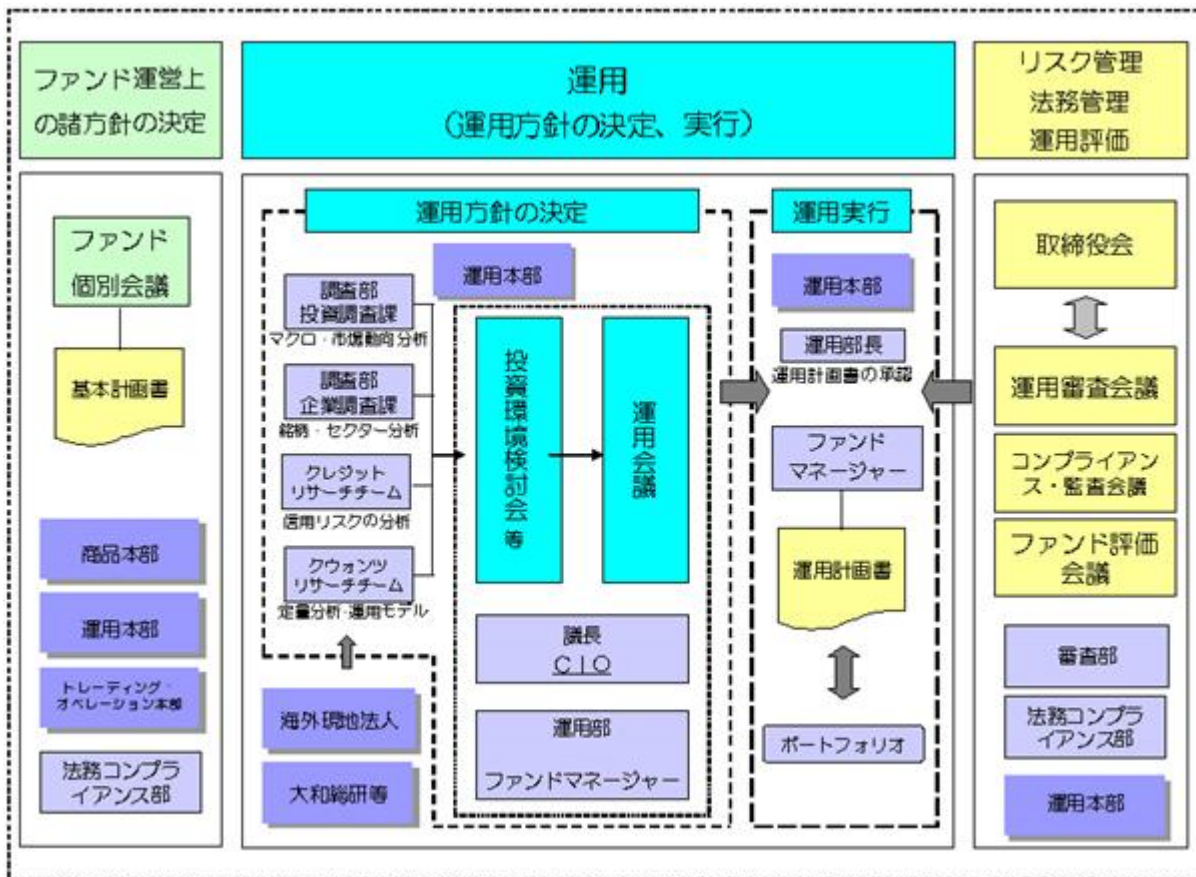 ファンド運営上
の諸方針の決定
運用
(運用方針の決定、実行)
リスク管理
法務管理
運用評価
ファンド
個別会議
基本計画書
商品本部
運用本部
トレーディング・
オペレーション本部
法務コンプラ
イアンス部
運用方針の決定
運用本部
調査部
投資調査課
マクロ・市場動向分析
調査部
企業調査課
銘柄・セクター分析
クレジット
リサーチチーム
信用リスクの分析
クウォンツ
リサーチチーム
定量分析・運用モデル
海外現地法人
大和総研等
投資環境検討会等
運用会議
議長
CIO
運用部
ファンドマネージャー
運用実行
運用本部
運用部長
運用計画書の承認
ファンド
マネージャー
運用計画書
ポートフォリオ
取締役会
運用審査会議
コンプライアン
ス・監査会議
ファンド評価
会議
審査部
法務コンプラ
イアンス部
運用本部